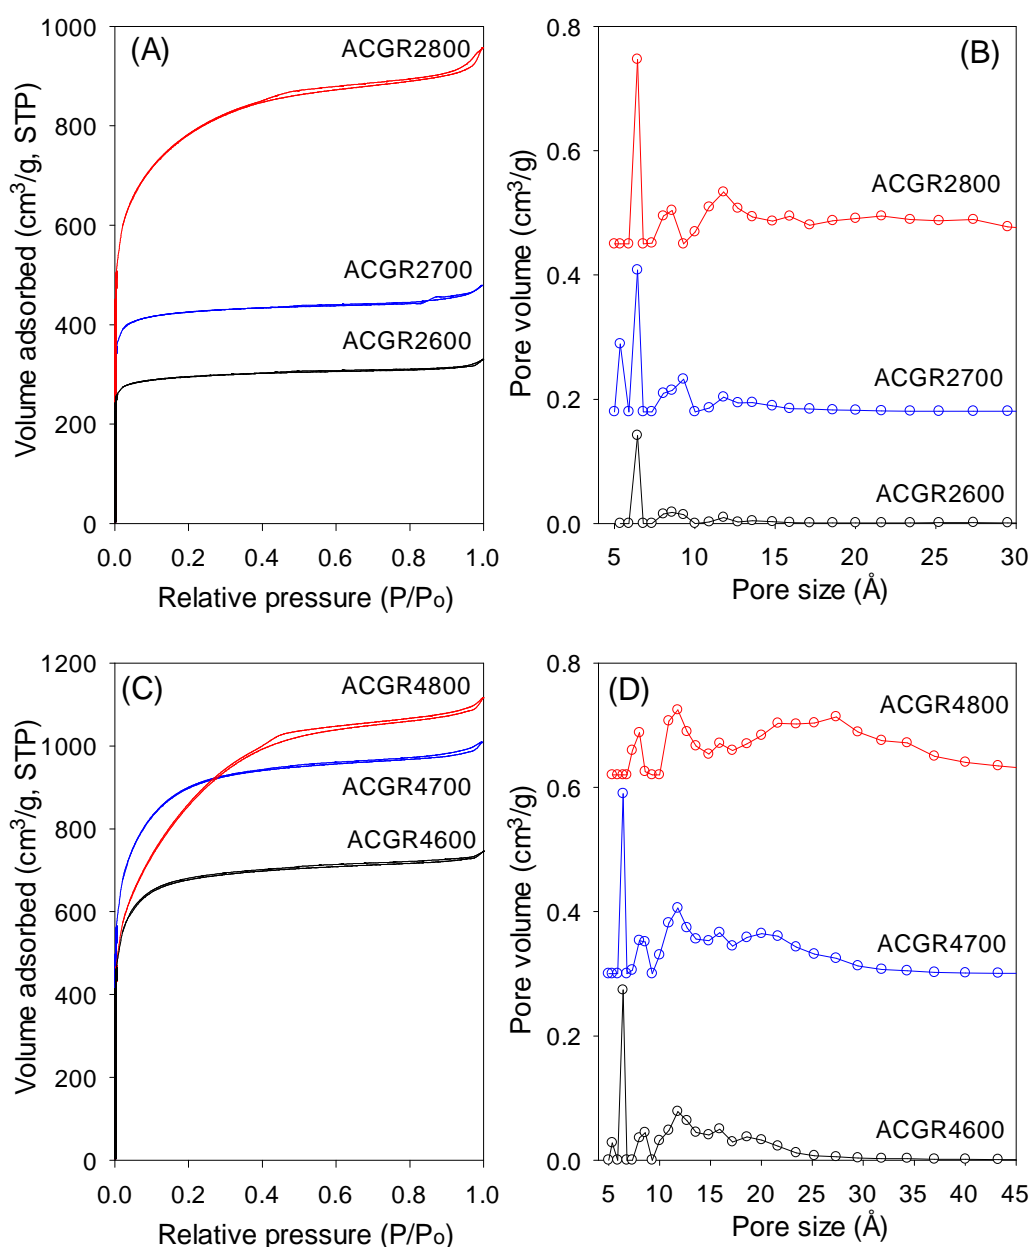 (A)
ACGR2800
ACGR2700
ACGR2600
1000
800
600
400
200
0
Volume adsorbed (cm³/g, STP)
0.0 0.2 0.4 0.6 0.8 1.0
Relative pressure (P/Po)
(B)
ACGR2800
ACGR2700
ACGR2600
0.8
0.6
0.4
0.2
0.0
Pore volume (cm³/g)
5 10 15 20 25 30
Pore size (Å)
(C)
ACGR4800
ACGR4700
ACGR4600
1200
1000
800
600
400
200
0
Volume adsorbed (cm³/g, STP)
0.0 0.2 0.4 0.6 0.8 1.0
Relative pressure (P/Po)
(D)
ACGR4800
ACGR4700
ACGR4600
0.8
0.6
0.4
0.2
0.0
Pore volume (cm³/g)
5 10 15 20 25 30 35 40 45
Pore size (Å)